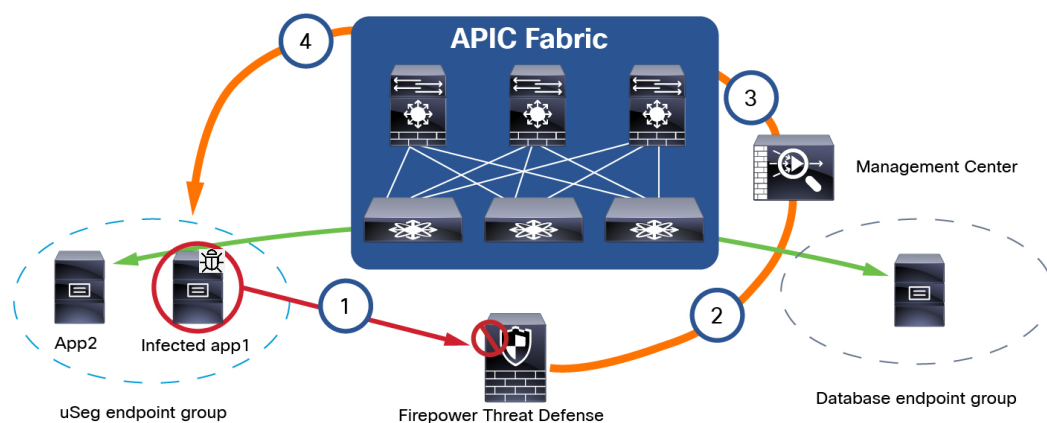 APIC Fabric
4
3
Management Center
1
2
App2
Infected app1
uSeg endpoint group
Firepower Threat Defense
Database endpoint group